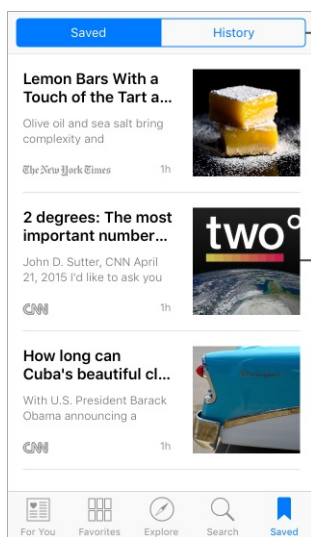 Saved
History
Lemon Bars With a
Touch of the Tart a...
Olive oil and sea salt bring
complexity and
The New York Times
1h
2 degrees: The most
important number...
John D. Sutter, CNN April
21, 2015 I'd like to ask you
CNN
1h
two°
How long can
Cuba's beautiful cl...
With U.S. President Barack
Obama announcing a
CNN
1h
For You
Favorites
Explore
Search
Saved